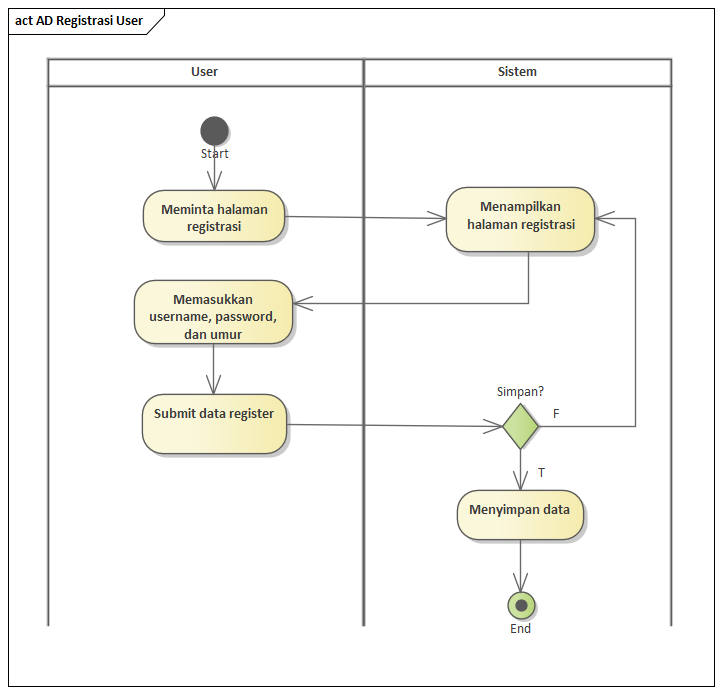 act AD Registrasi User
User
Sistem
Start
Meminta halaman
registrasi
Menampilkan
halaman registrasi
Memasukkan
username, password,
dan umur
Submit data register
Simpan?
F
T
Menyimpan data
End